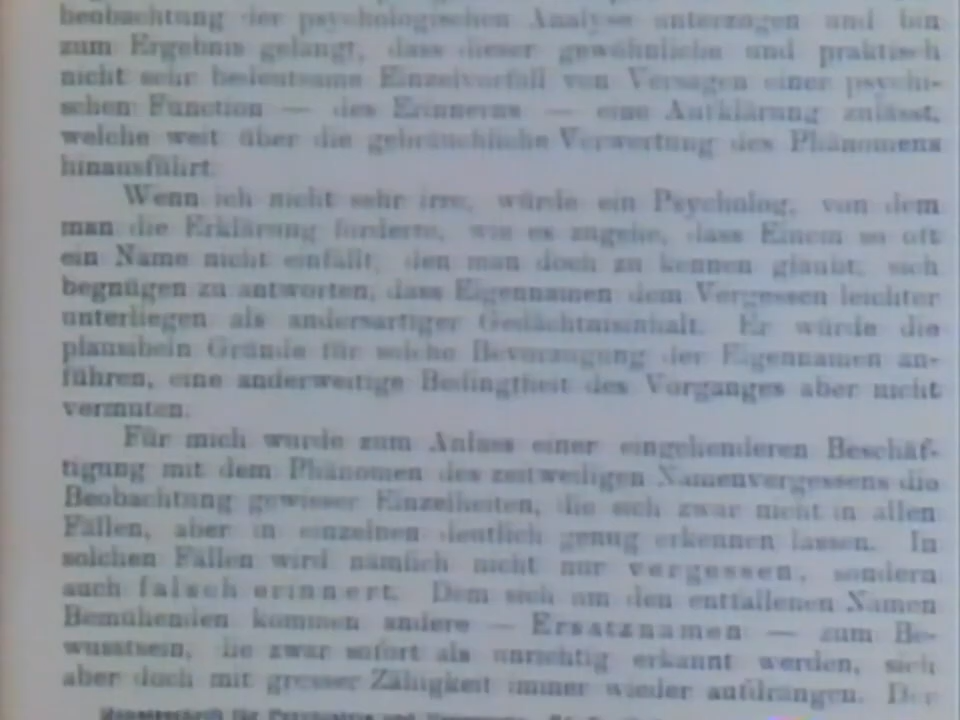 beobachtung der psychologischen Analyse unterzogen und bin
zum Ergebnis gelangt, dass dieser gewöhnliche und praktisch
nicht sehr bedeutsame Einzelvorfall von Versagen einer psychi-
schen Function — des Erinnerns — eine Aufklärung zulässt,
welche weit über die gebräuchliche Verwertung des Phänomens
hinausführt.
Wenn ich nicht sehr irre, würde ein Psycholog, von dem
man die Erklärung forderte, wie es zugehe, dass Einem so oft
ein Name nicht einfällt, den man doch zu kennen glaubt, sich
begnügen zu antworten, dass Eigennamen dem Vergessen leichter
unterliegen als andersartiger Gedächtnisinhalt. Er würde die
plausibeln Gründe für solche Bevorzugung der Eigennamen an-
führen, eine anderweitige Bedingtheit des Vorganges aber nicht
vermuten.
Für mich wurde zum Anlass einer eingehenderen Beschäf-
tigung mit dem Phänomen des zeitweiligen Namenvergessens die
Beobachtung gewisser Einzelheiten, die sich zwar nicht in allen
Fällen, aber in einzelnen deutlich genug erkennen lassen. In
solchen Fällen wird nämlich nicht nur vergessen, sondern
auch falsch erinnert. Dem sich um den entfallenen Namen
Bemühenden kommen andere — Ersatznamen — zum Be-
wusstsein, die zwar sofort als unrichtig erkannt werden, sich
aber doch mit grosser Zähigkeit immer wieder aufdrängen. Der
Monatsschrift für Psychiatrie und